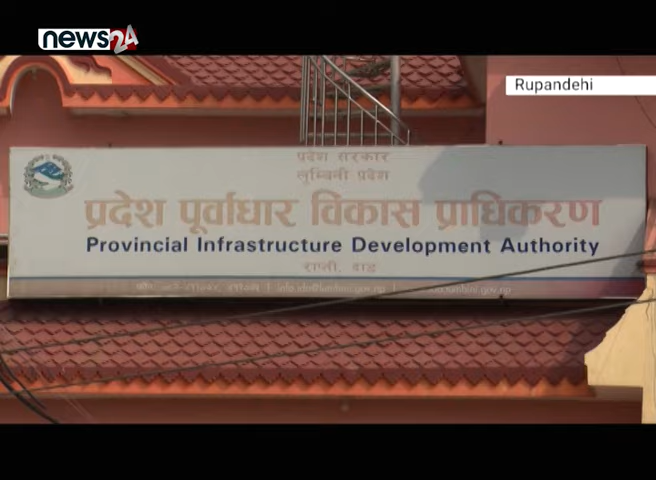 news24
Rupandehi
प्रदेश सरकार
लुम्बिनी प्रदेश
प्रदेश पूर्वाधार विकास प्राधिकरण
Provincial Infrastructure Development Authority
राप्ती, दाङ